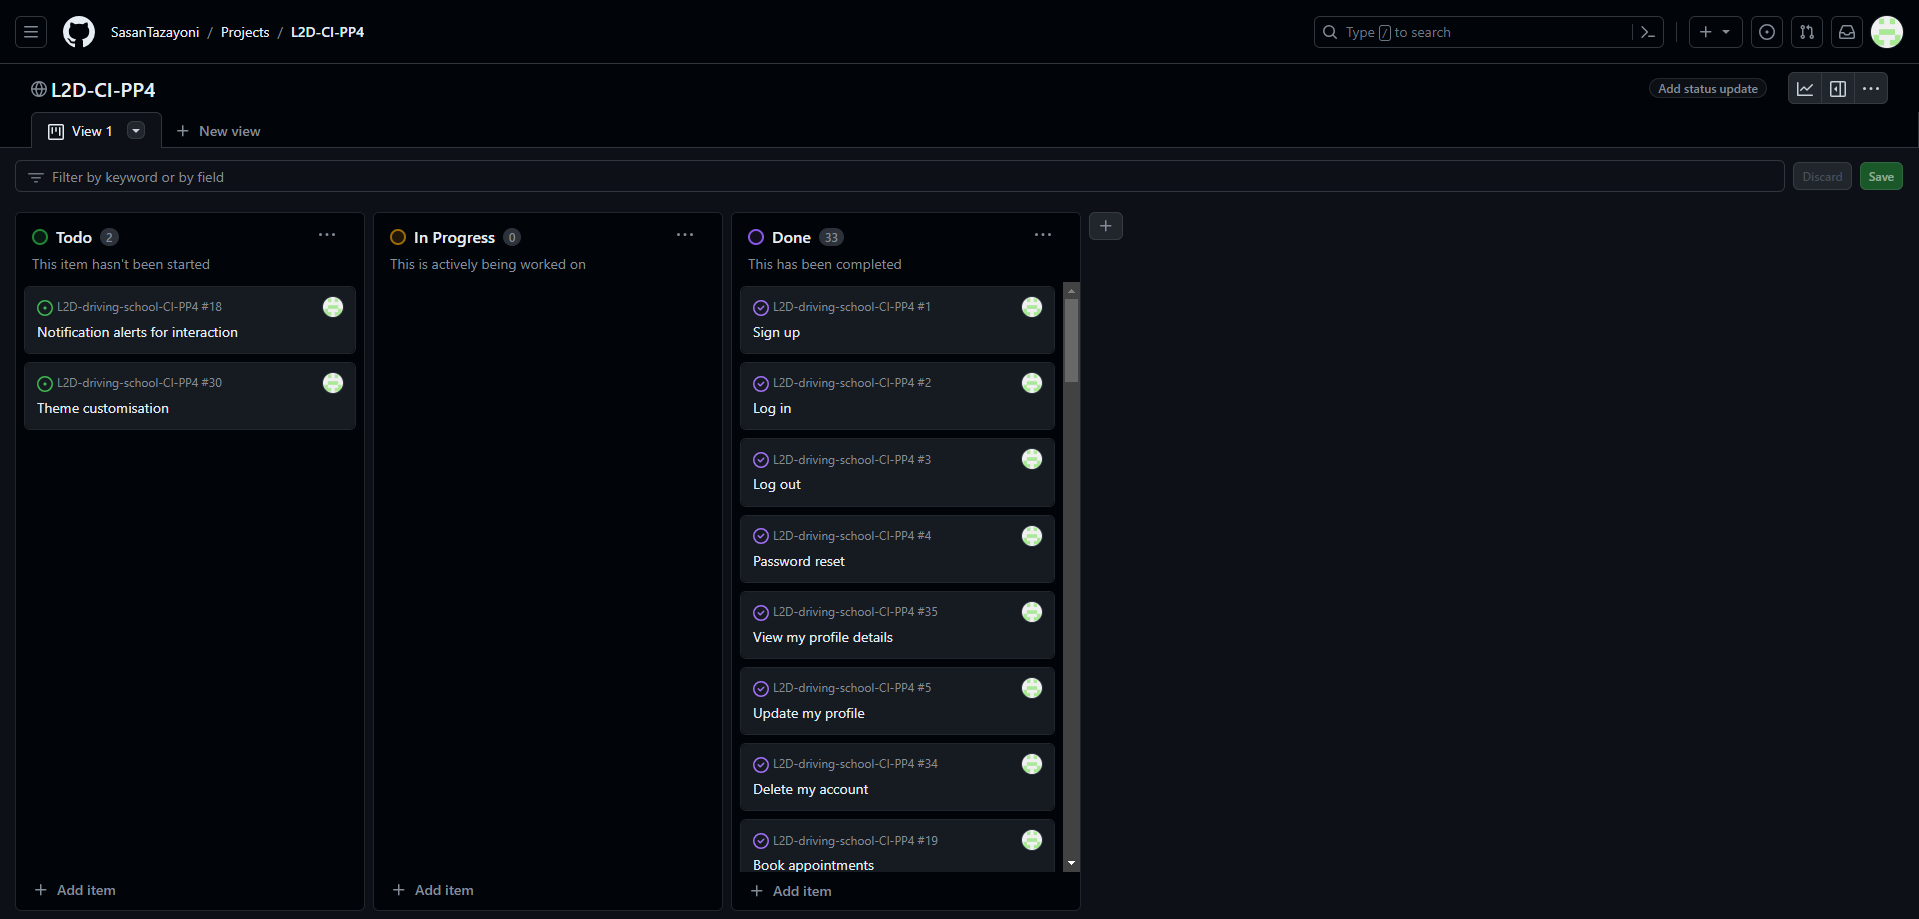 SasanTazayoni / Projects / L2D-CI-PP4
Type / to search
L2D-CI-PP4
Add status update
View 1
New view
Filter by keyword or by field
Discard
Save
Todo 2
This item hasn't been started
L2D-driving-school-CI-PP4 #18
Notification alerts for interaction
L2D-driving-school-CI-PP4 #30
Theme customisation
Add item
In Progress 0
This is actively being worked on
Add item
Done 33
This has been completed
L2D-driving-school-CI-PP4 #1
Sign up
L2D-driving-school-CI-PP4 #2
Log in
L2D-driving-school-CI-PP4 #3
Log out
L2D-driving-school-CI-PP4 #4
Password reset
L2D-driving-school-CI-PP4 #35
View my profile details
L2D-driving-school-CI-PP4 #5
Update my profile
L2D-driving-school-CI-PP4 #34
Delete my account
L2D-driving-school-CI-PP4 #19
Book appointments
Add item